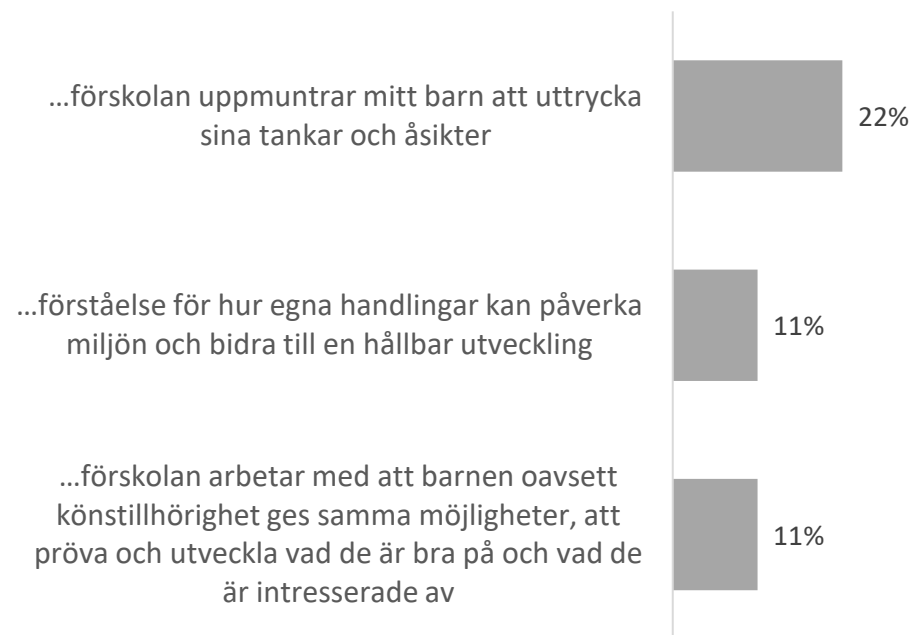 ...förskolan uppmuntrar mitt barn att uttrycka
sina tankar och åsikter
22%
...förståelse för hur egna handlingar kan påverka
miljön och bidra till en hållbar utveckling
11%
...förskolan arbetar med att barnen oavsett
könstillhörighet ges samma möjligheter, att
pröva och utveckla vad de är bra på och vad de
är intresserade av
11%